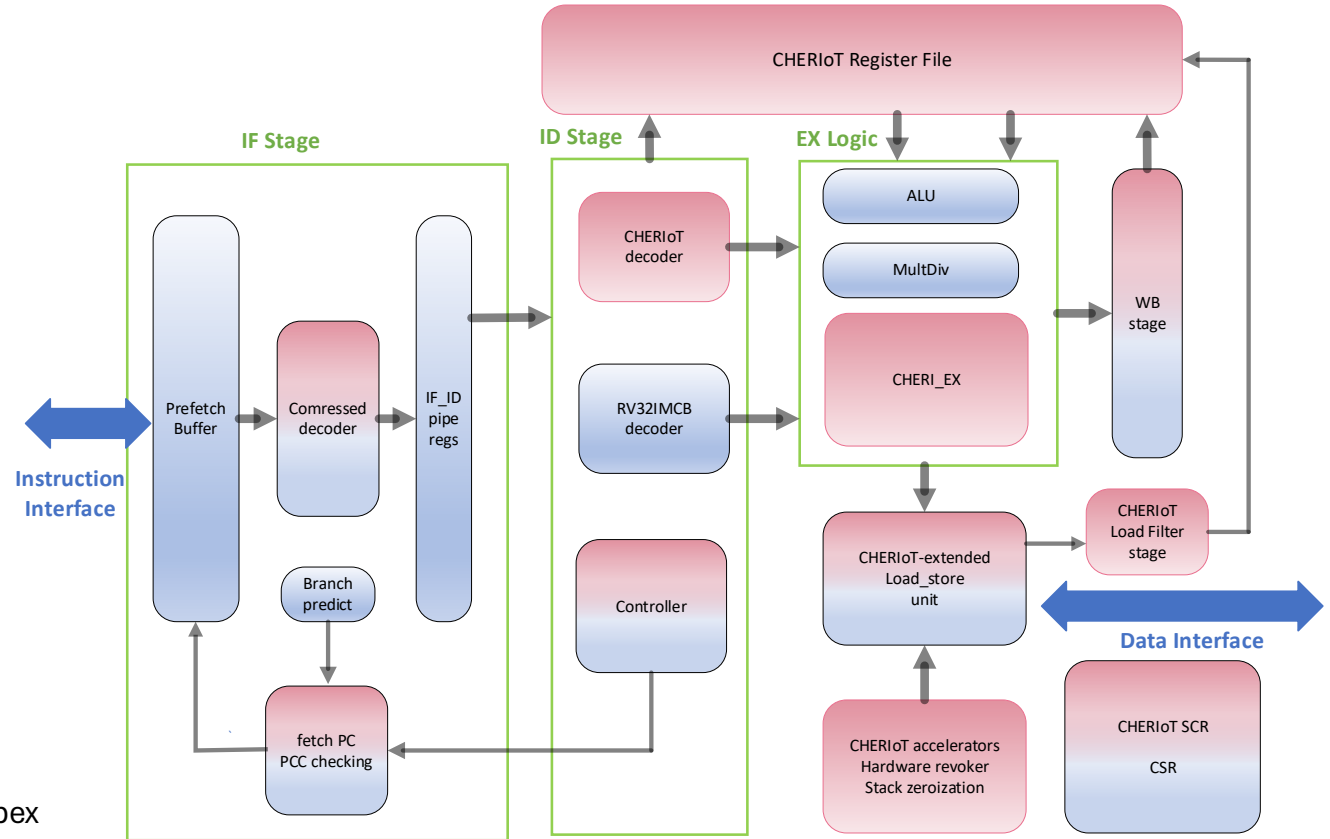 CHERIoT Register File
IF Stage
ID Stage
EX Logic
Prefetch
Buffer
Comressed
decoder
IF_ID
pipe
regs
Branch
predict
fetch PC
PCC checking
Instruction
Interface
CHERIoT
decoder
RV32IMCB
decoder
Controller
ALU
MultDiv
CHERI_EX
WB
stage
CHERIoT-extended
Load_store
unit
CHERIoT
Load Filter
stage
Data Interface
CHERIoT accelerators
Hardware revoker
Stack zeroization
CHERIoT SCR
CSR